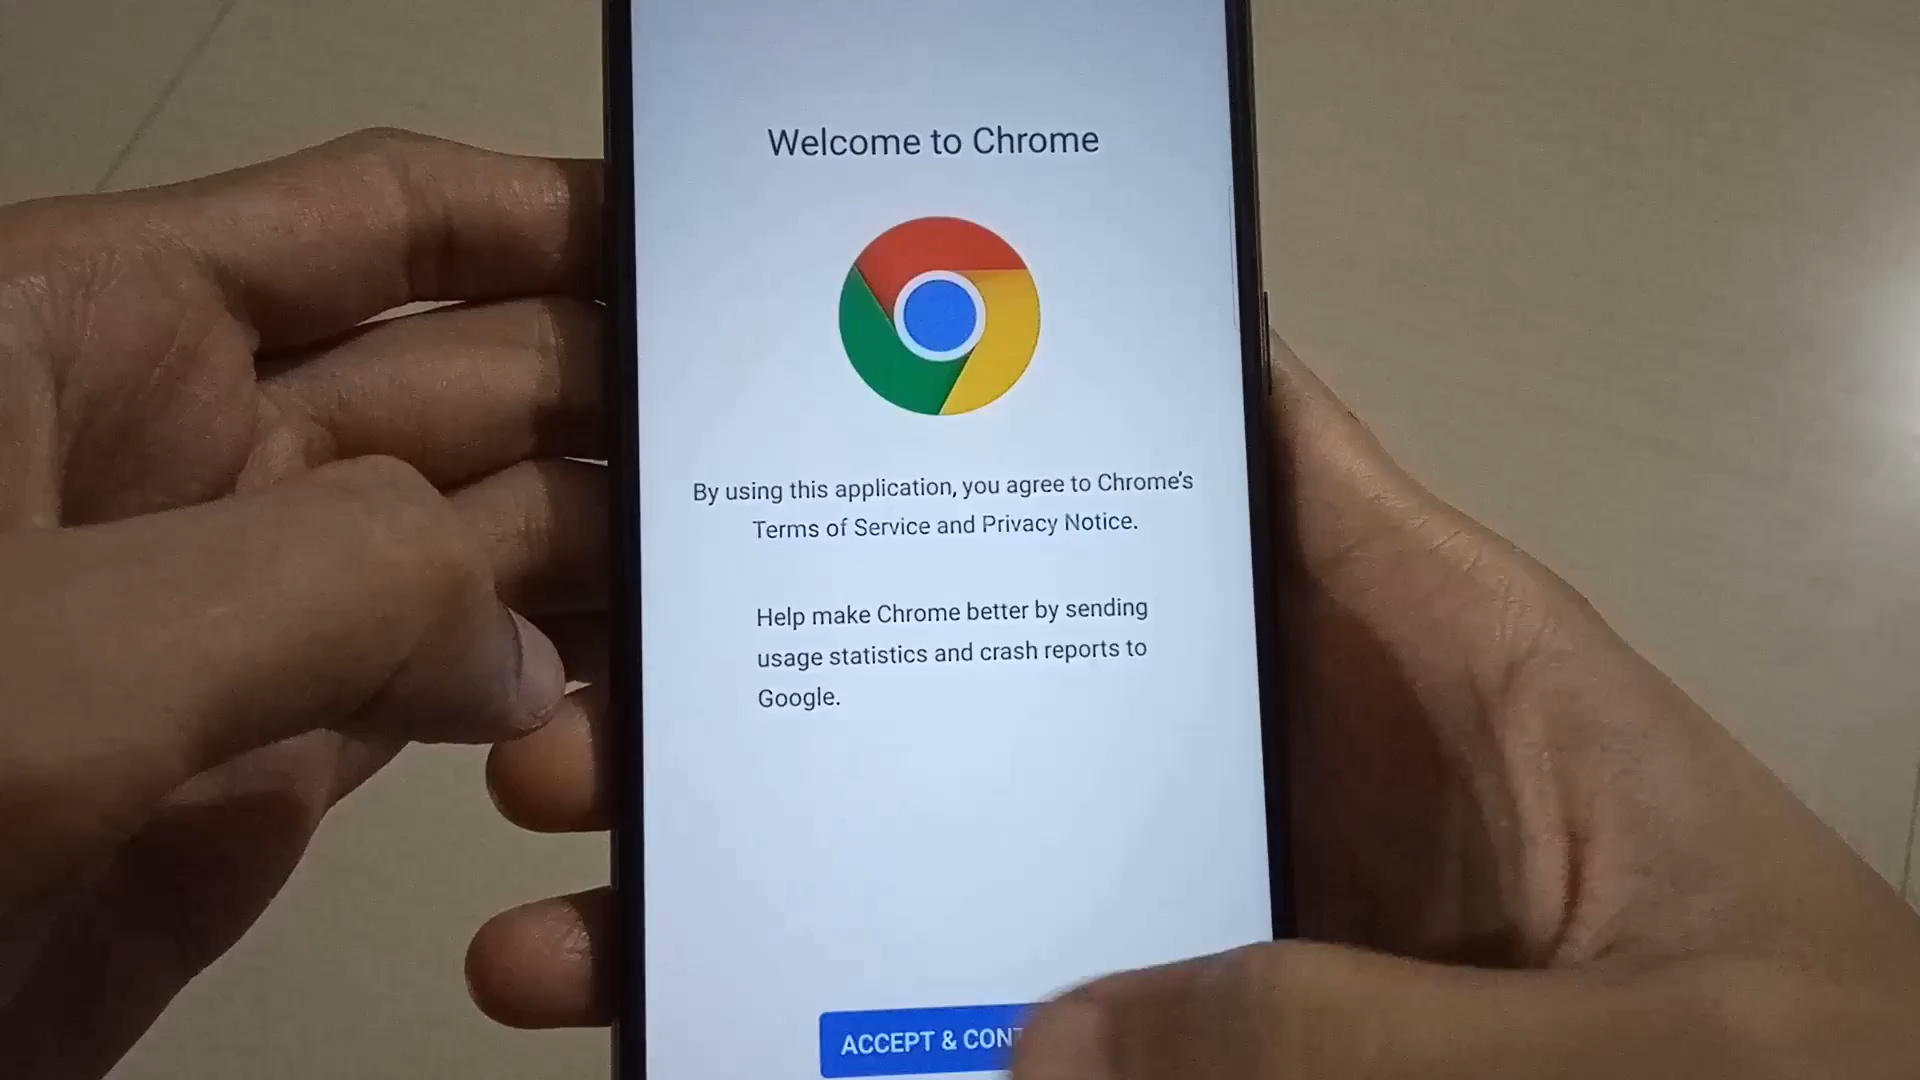 Welcome to Chrome
By using this application, you agree to Chrome's
Terms of Service and Privacy Notice.
Help make Chrome better by sending
usage statistics and crash reports to
Google.
ACCEPT &